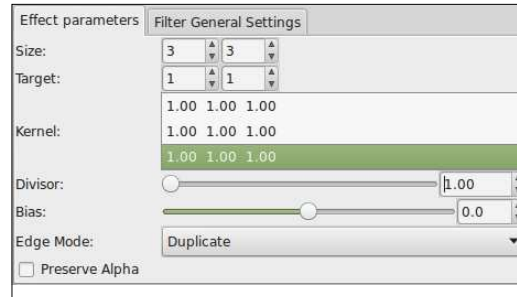 Effect parameters Filter General Settings
Size: 3 3
Target: 1 1
1.00 1.00 1.00
Kernel: 1.00 1.00 1.00
1.00 1.00 1.00
Divisor: 1.00
Bias: 0.0
Edge Mode: Duplicate
Preserve Alpha